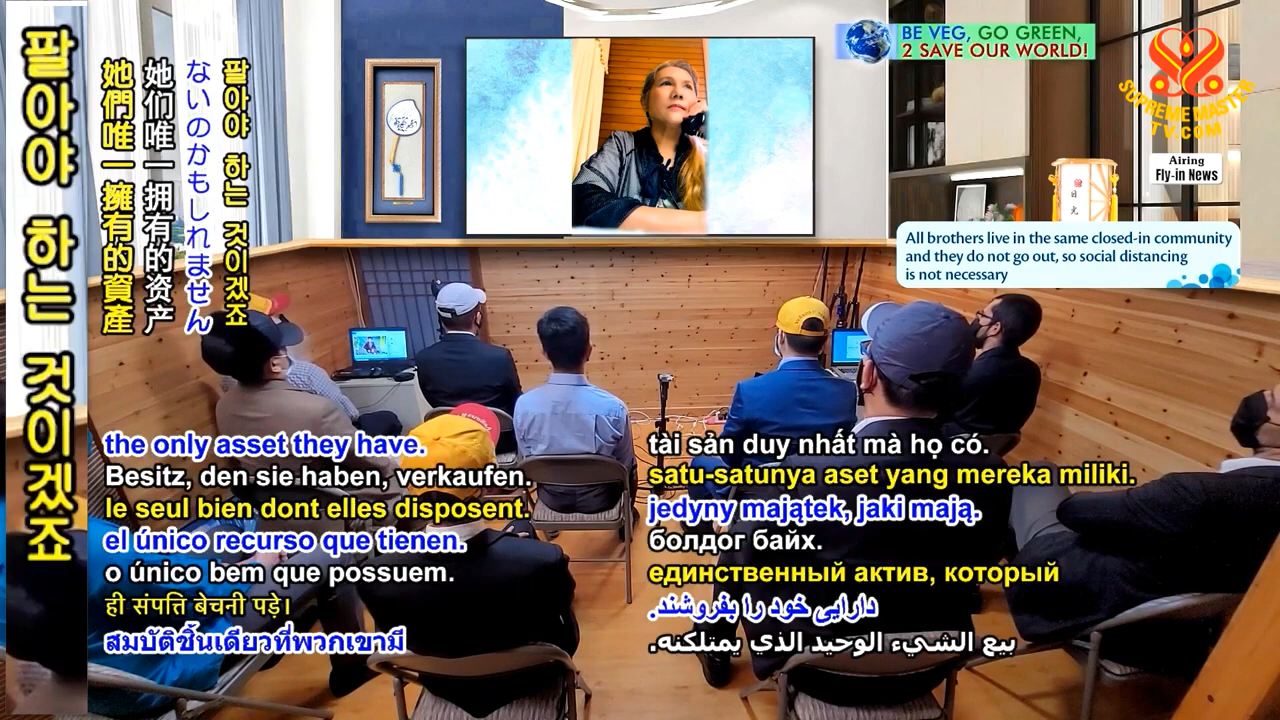 팔아야 하는 것이겠죠
팔아야 하는 것이겠죠
ないのかもしれません
她们唯一拥有的资产
她們唯一擁有的資產
BE VEG, GO GREEN,
2 SAVE OUR WORLD!
SUPREME MASTER
TV.COM
Airing
Fly-in News
日光
All brothers live in the same closed-in community
and they do not go out, so social distancing
is not necessary
the only asset they have.
Besitz, den sie haben, verkaufen.
le seul bien dont elles disposent.
el único recurso que tienen.
o único bem que possuem.
ही संपत्ति बेचनी पड़े।
สมบัติชิ้นเดียวที่พวกเขามี
tài sản duy nhất mà họ có.
satu-satunya aset yang mereka miliki.
jedyny majątek, jaki mają.
болдог байх.
единственный актив, который
دارایی خود را بفروشند.
بيع الشيء الوحيد الذي يمتلكنه.